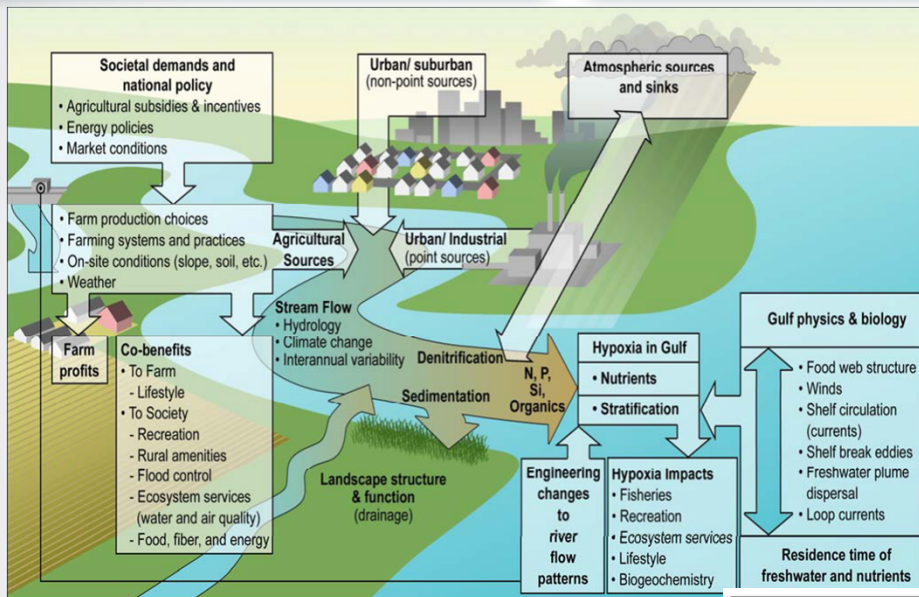 Societal demands and
national policy
• Agricultural subsidies & incentives
• Energy policies
• Market conditions
Urban/ suburban
(non-point sources)
Atmospheric sources
and sinks
• Farm production choices
• Farming systems and practices
• On-site conditions (slope, soil, etc.)
• Weather
Agricultural
Sources
Urban/ Industrial
(point sources)
Farm
profits
Co-benefits
• To Farm
- Lifestyle
• To Society
- Recreation
- Rural amenities
- Flood control
- Ecosystem services
(water and air quality)
- Food, fiber, and energy
Stream Flow
• Hydrology
• Climate change
• Interannual variability
Denitrification
Sedimentation
N, P,
Si,
Organics
Landscape structure
& function
(drainage)
Hypoxia in Gulf
• Nutrients
• Stratification
Engineering
changes
to
river
flow
patterns
Hypoxia Impacts
• Fisheries
• Recreation
• Ecosystem services
• Lifestyle
• Biogeochemistry
Gulf physics & biology
• Food web structure
• Winds
• Shelf circulation
(currents)
• Shelf break eddies
• Freshwater plume
dispersal
• Loop currents
Residence time of
freshwater and nutrients